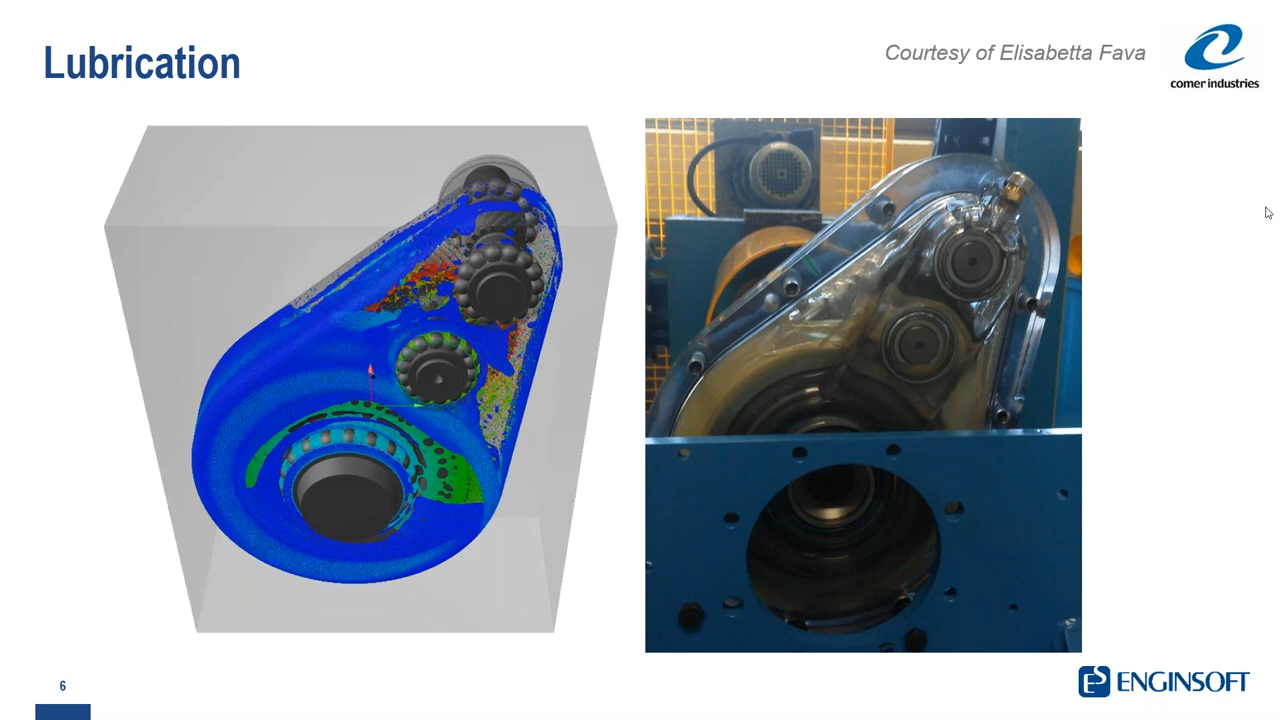 Lubrication
Courtesy of Elisabetta Fava
comer industries
6
ENGINSOFT